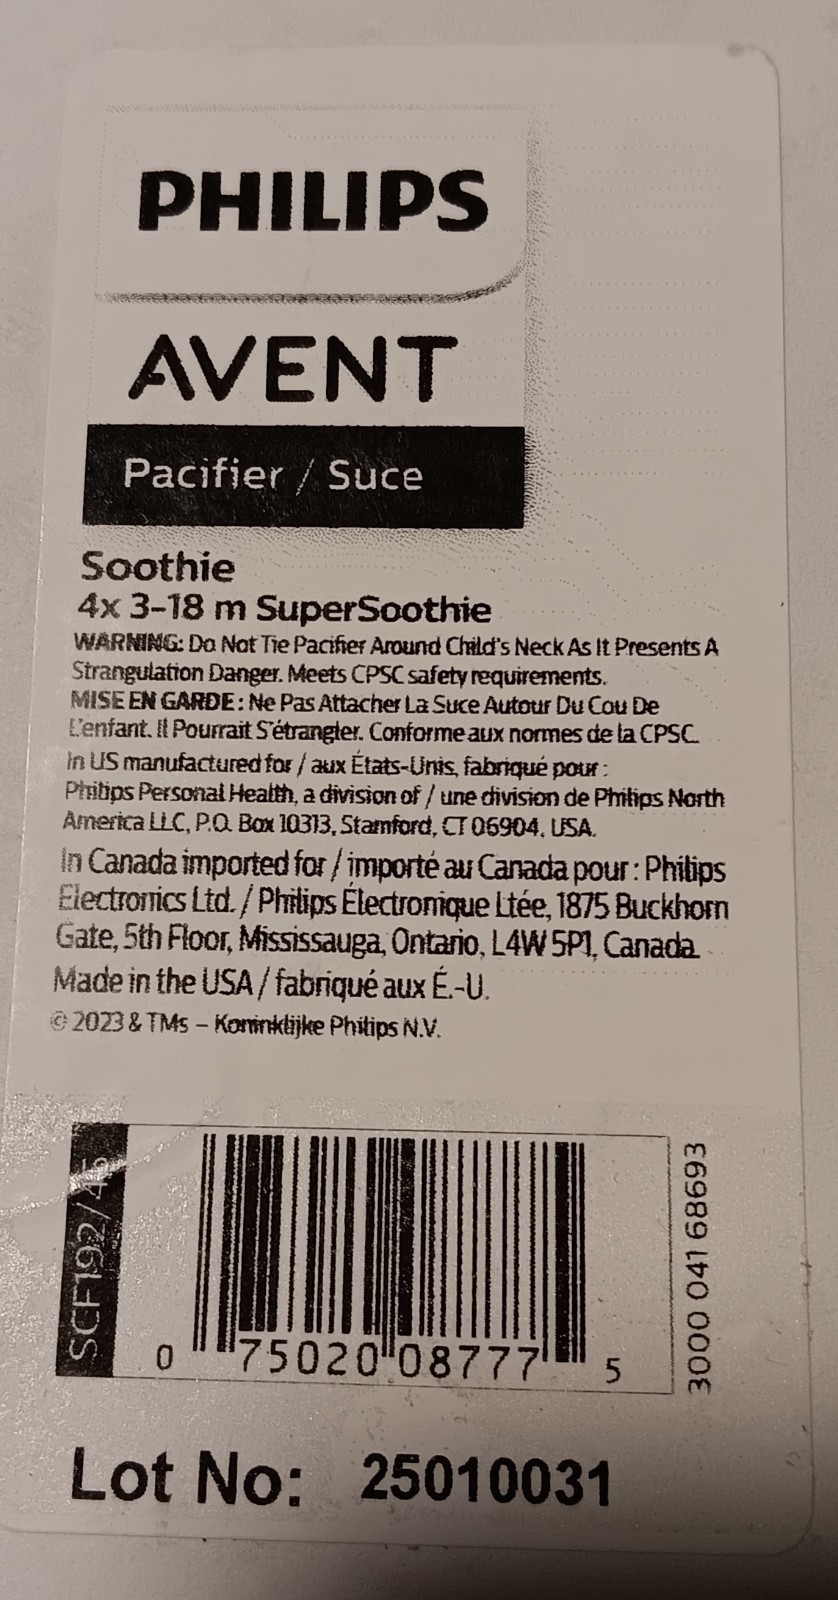 PHILIPS
AVENT
Pacifier / Suce
Soothie
4x 3-18 m SuperSoothie
WARNING: Do Not Tie Pacifier Around Child's Neck As It Presents A
Strangulation Danger. Meets CPSC safety requirements.
MISE EN GARDE : Ne Pas Attacher La Suce Autour Du Cou De
L'enfant. Il Pourrait S'étrangler. Conforme aux normes de la CPSC.
In US manufactured for / aux États-Unis, fabriqué pour :
Philips Personal Health, a division of / une division de Philips North
America LLC, P.O. Box 10313, Stamford, CT 06904, USA.
In Canada imported for / importé au Canada pour : Philips
Electronics Ltd. / Philips Électronique Ltée, 1875 Buckhorn
Gate, 5th Floor, Mississauga, Ontario, L4W 5P1, Canada.
Made in the USA / fabriqué aux É.-U.
© 2023 & TMs – Koninklijke Philips N.V.
SCF192/45
0 75020 08777 5
3000 041 68693
Lot No: 25010031